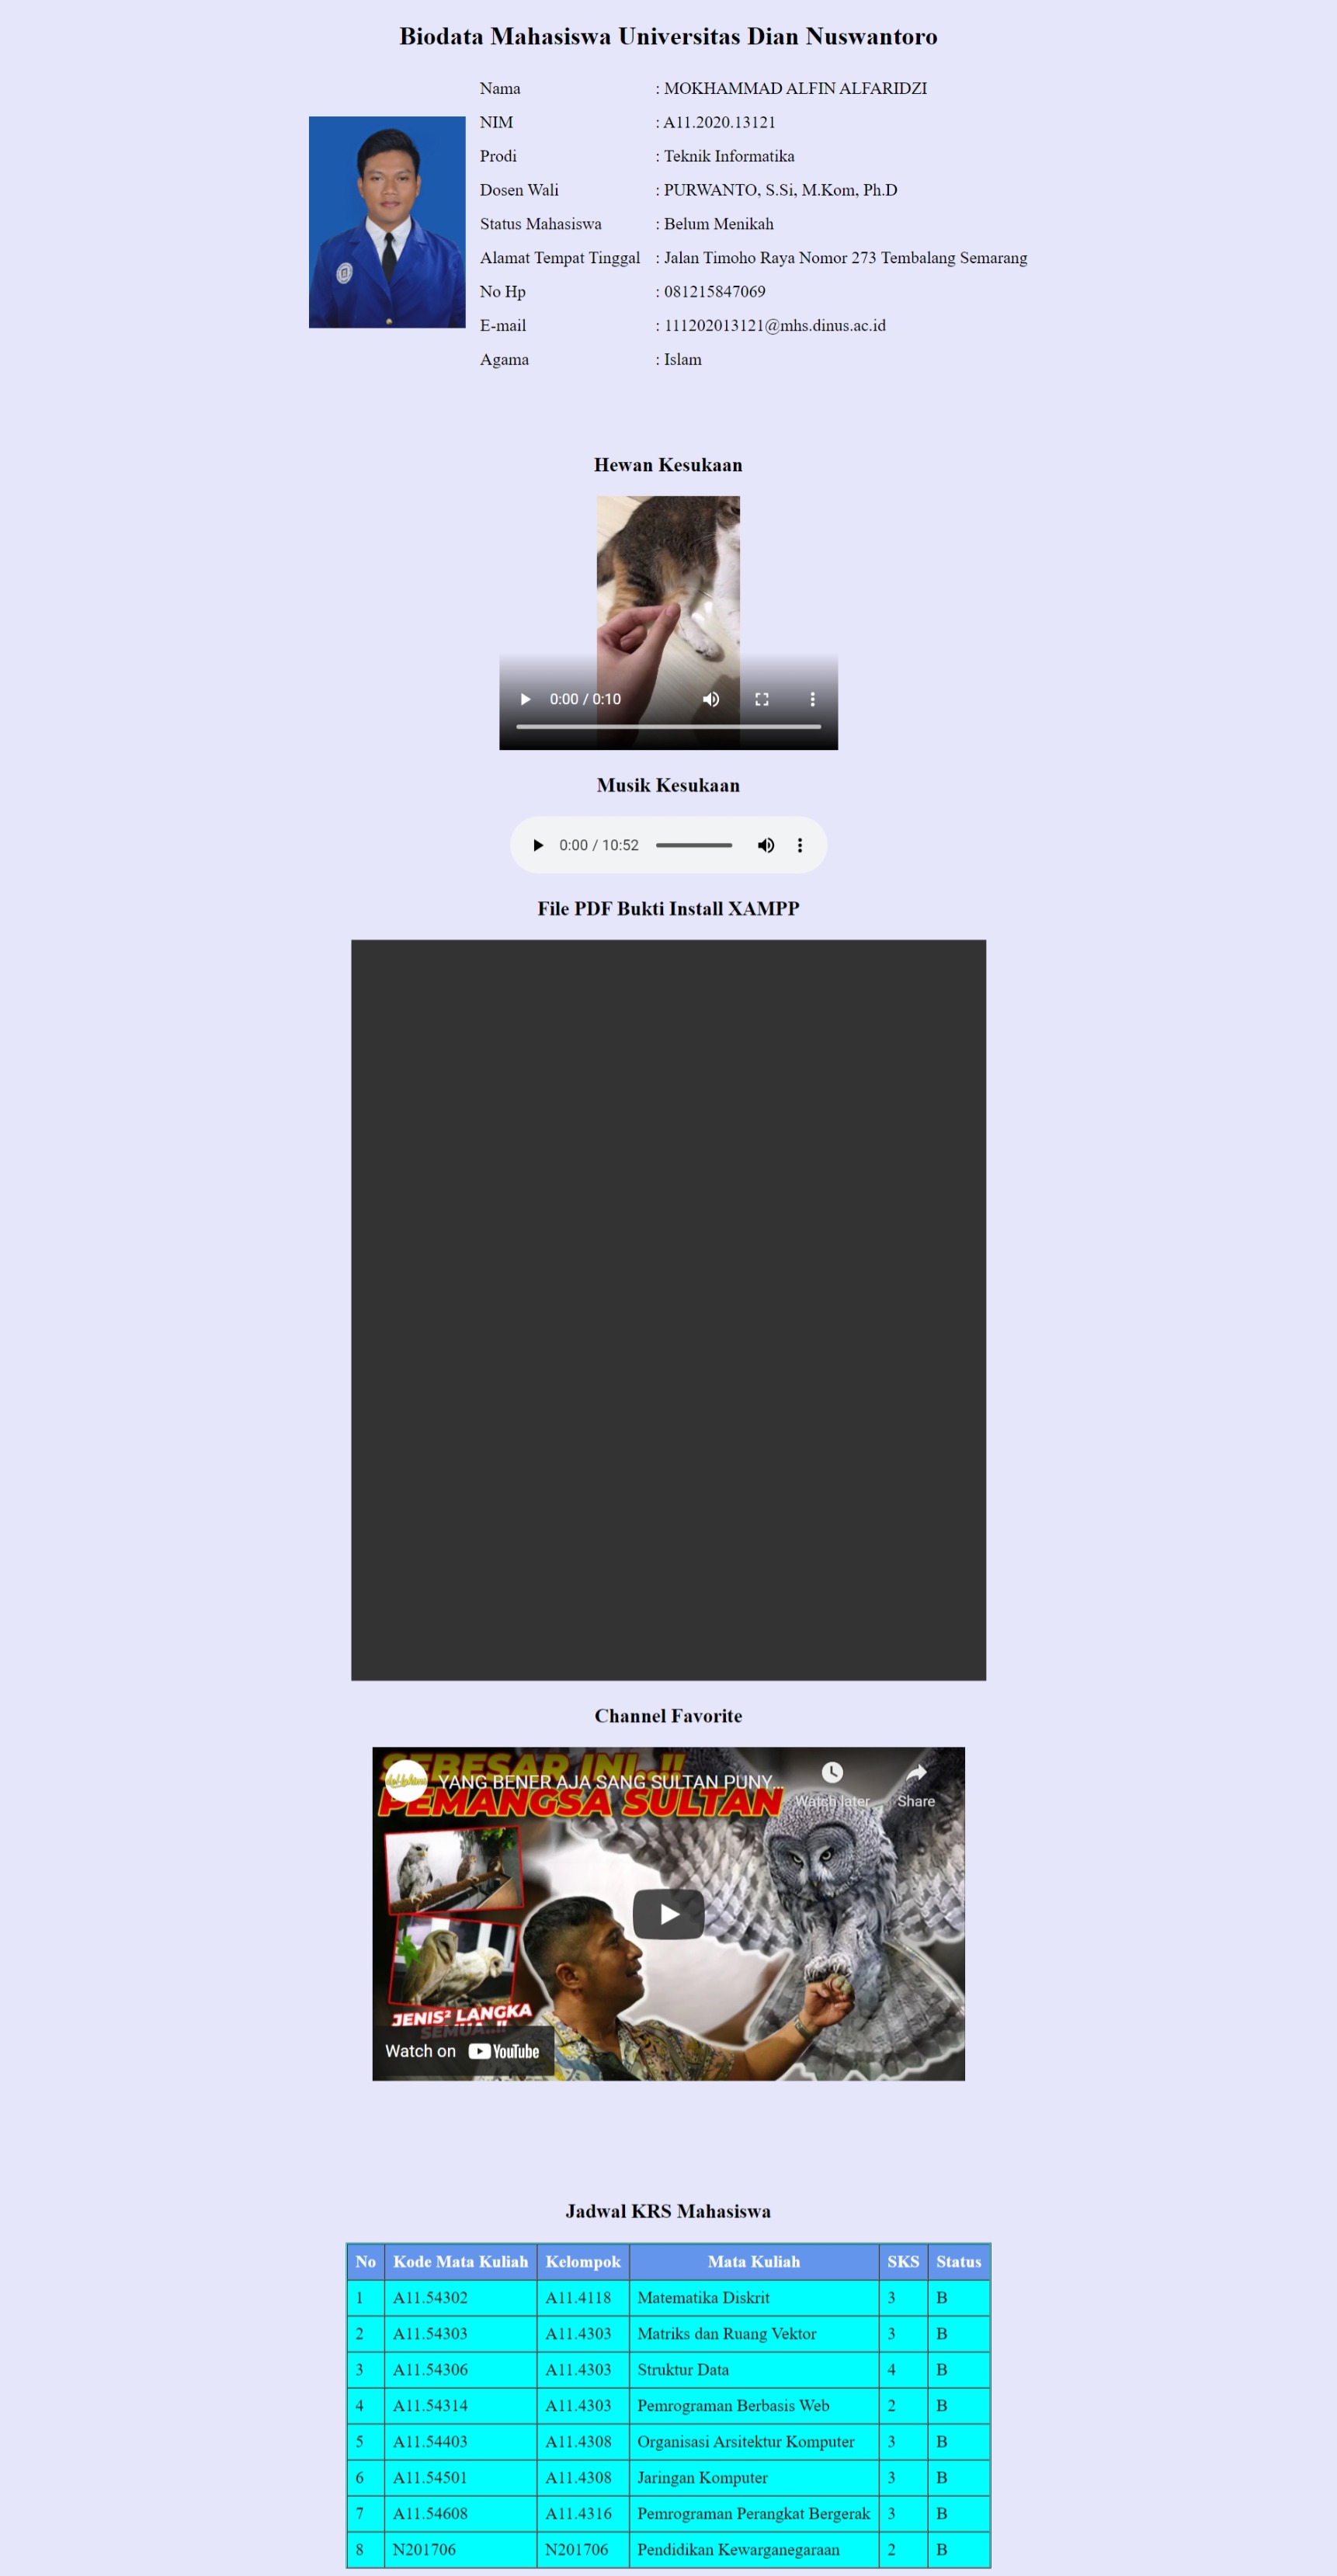 Biodata Mahasiswa Universitas Dian Nuswantoro
Nama : MOKHAMMAD ALFIN ALFARIDZI
NIM : A11.2020.13121
Prodi : Teknik Informatika
Dosen Wali : PURWANTO, S.Si, M.Kom, Ph.D
Status Mahasiswa : Belum Menikah
Alamat Tempat Tinggal : Jalan Timoho Raya Nomor 273 Tembalang Semarang
No Hp : 081215847069
E-mail : 111202013121@mhs.dinus.ac.id
Agama : Islam
Hewan Kesukaan
0:00 / 0:10
Musik Kesukaan
0:00 / 10:52
File PDF Bukti Install XAMPP
Channel Favorite
SEBESAR INI..!!
YANG BENER AJA SANG SULTAN PUNY...
PEMANGSA SULTAN
Watch later Share
JENIS² LANGKA
SEMUA..!!
Watch on YouTube
Jadwal KRS Mahasiswa
No Kode Mata Kuliah Kelompok Mata Kuliah SKS Status
1 A11.54302 A11.4118 Matematika Diskrit 3 B
2 A11.54303 A11.4303 Matriks dan Ruang Vektor 3 B
3 A11.54306 A11.4303 Struktur Data 4 B
4 A11.54314 A11.4303 Pemrograman Berbasis Web 2 B
5 A11.54403 A11.4308 Organisasi Arsitektur Komputer 3 B
6 A11.54501 A11.4308 Jaringan Komputer 3 B
7 A11.54608 A11.4316 Pemrograman Perangkat Bergerak 3 B
8 N201706 N201706 Pendidikan Kewarganegaraan 2 B